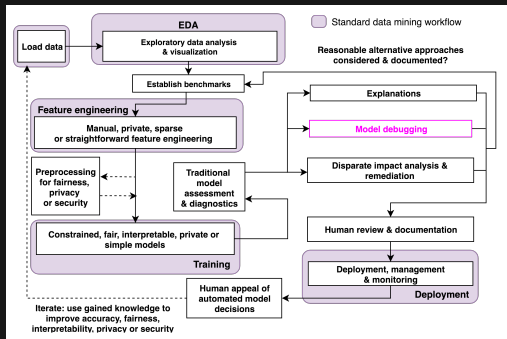 EDA
Standard data mining workflow
Load data
Exploratory data analysis
& visualization
Reasonable alternative approaches
considered & documented?
Establish benchmarks
Explanations
Feature engineering
Manual, private, sparse
or straightforward feature engineering
Model debugging
Preprocessing
for fairness,
privacy
or security
Traditional
model
assessment
& diagnostics
Disparate impact analysis &
remediation
Constrained, fair, interpretable, private or
simple models
Training
Human review & documentation
Deployment, management
& monitoring
Deployment
Human appeal of
automated model
decisions
Iterate: use gained knowledge to
improve accuracy, fairness,
interpretability, privacy or security